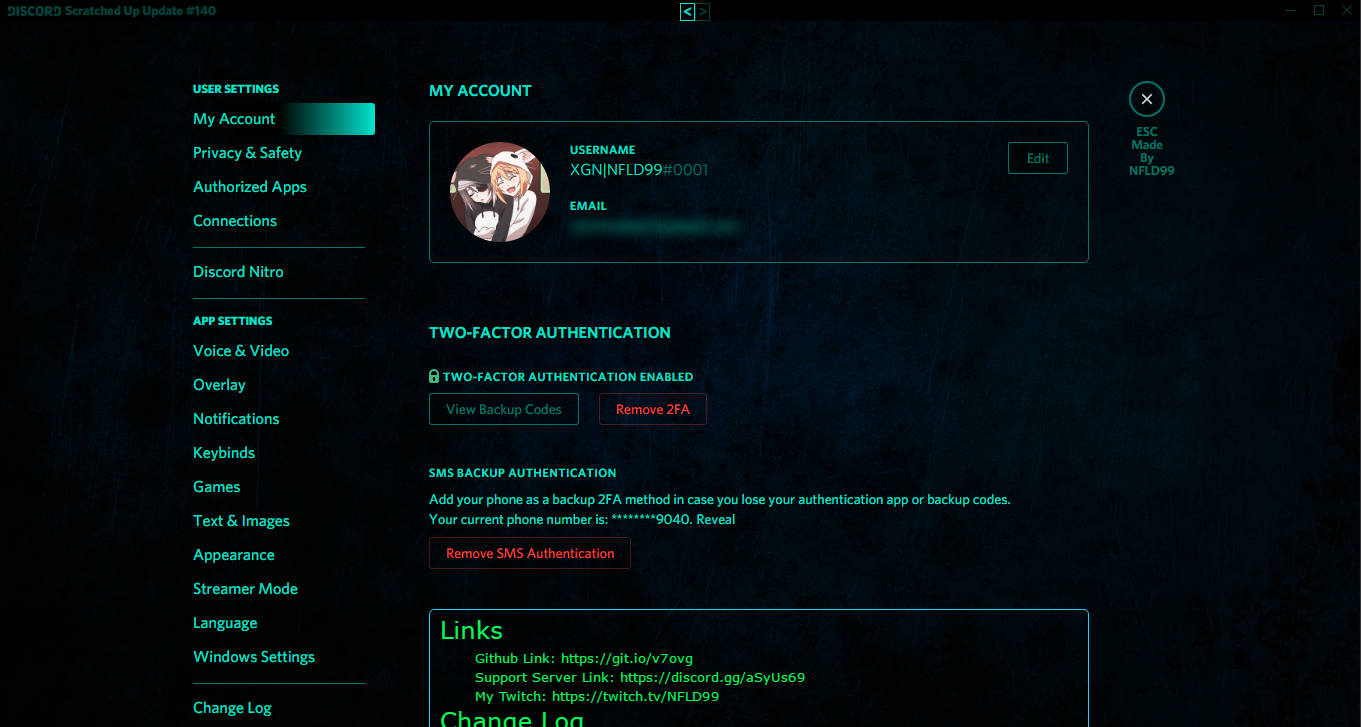 DISCORD Scratched Up Update #140
< >
USER SETTINGS
My Account
Privacy & Safety
Authorized Apps
Connections
Discord Nitro
APP SETTINGS
Voice & Video
Overlay
Notifications
Keybinds
Games
Text & Images
Appearance
Streamer Mode
Language
Windows Settings
Change Log
MY ACCOUNT
USERNAME
XGN|NFLD99#0001
Edit
EMAIL
TWO-FACTOR AUTHENTICATION
TWO-FACTOR AUTHENTICATION ENABLED
View Backup Codes
Remove 2FA
SMS BACKUP AUTHENTICATION
Add your phone as a backup 2FA method in case you lose your authentication app or backup codes.
Your current phone number is: ********9040. Reveal
Remove SMS Authentication
Links
Github Link: https://git.io/v7ovg
Support Server Link: https://discord.gg/aSyUs69
My Twitch: https://twitch.tv/NFLD99
Change Log
ESC
Made
By
NFLD99